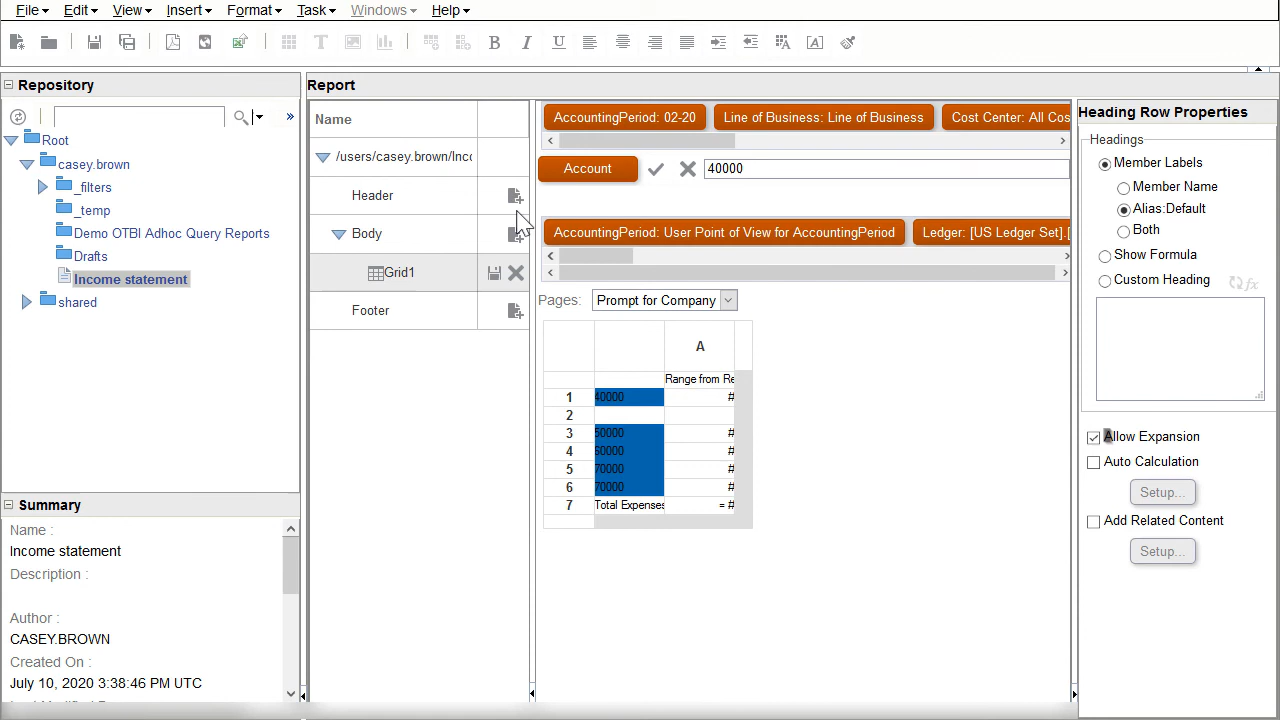 File Edit View Insert Format Task Windows Help
Repository
Root
casey.brown
_filters
_temp
Demo OTBI Adhoc Query Reports
Drafts
Income statement
shared
Summary
Name :
Income statement
Description :
Author :
CASEY.BROWN
Created On :
July 10, 2020 3:38:46 PM UTC
Report
Name
/users/casey.brown/Inco
Header
Body
Grid1
Footer
AccountingPeriod: 02-20 Line of Business: Line of Business Cost Center: All Cos
Account 40000
AccountingPeriod: User Point of View for AccountingPeriod Ledger: [US Ledger Set].[
Pages: Prompt for Company
A
Range from Re
1 40000 #
2
3 50000 #
4 60000 #
5 70000 #
6 70000 #
7 Total Expenses = #
Heading Row Properties
Headings
Member Labels
Member Name
Alias:Default
Both
Show Formula
Custom Heading
fx
Allow Expansion
Auto Calculation
Setup...
Add Related Content
Setup...